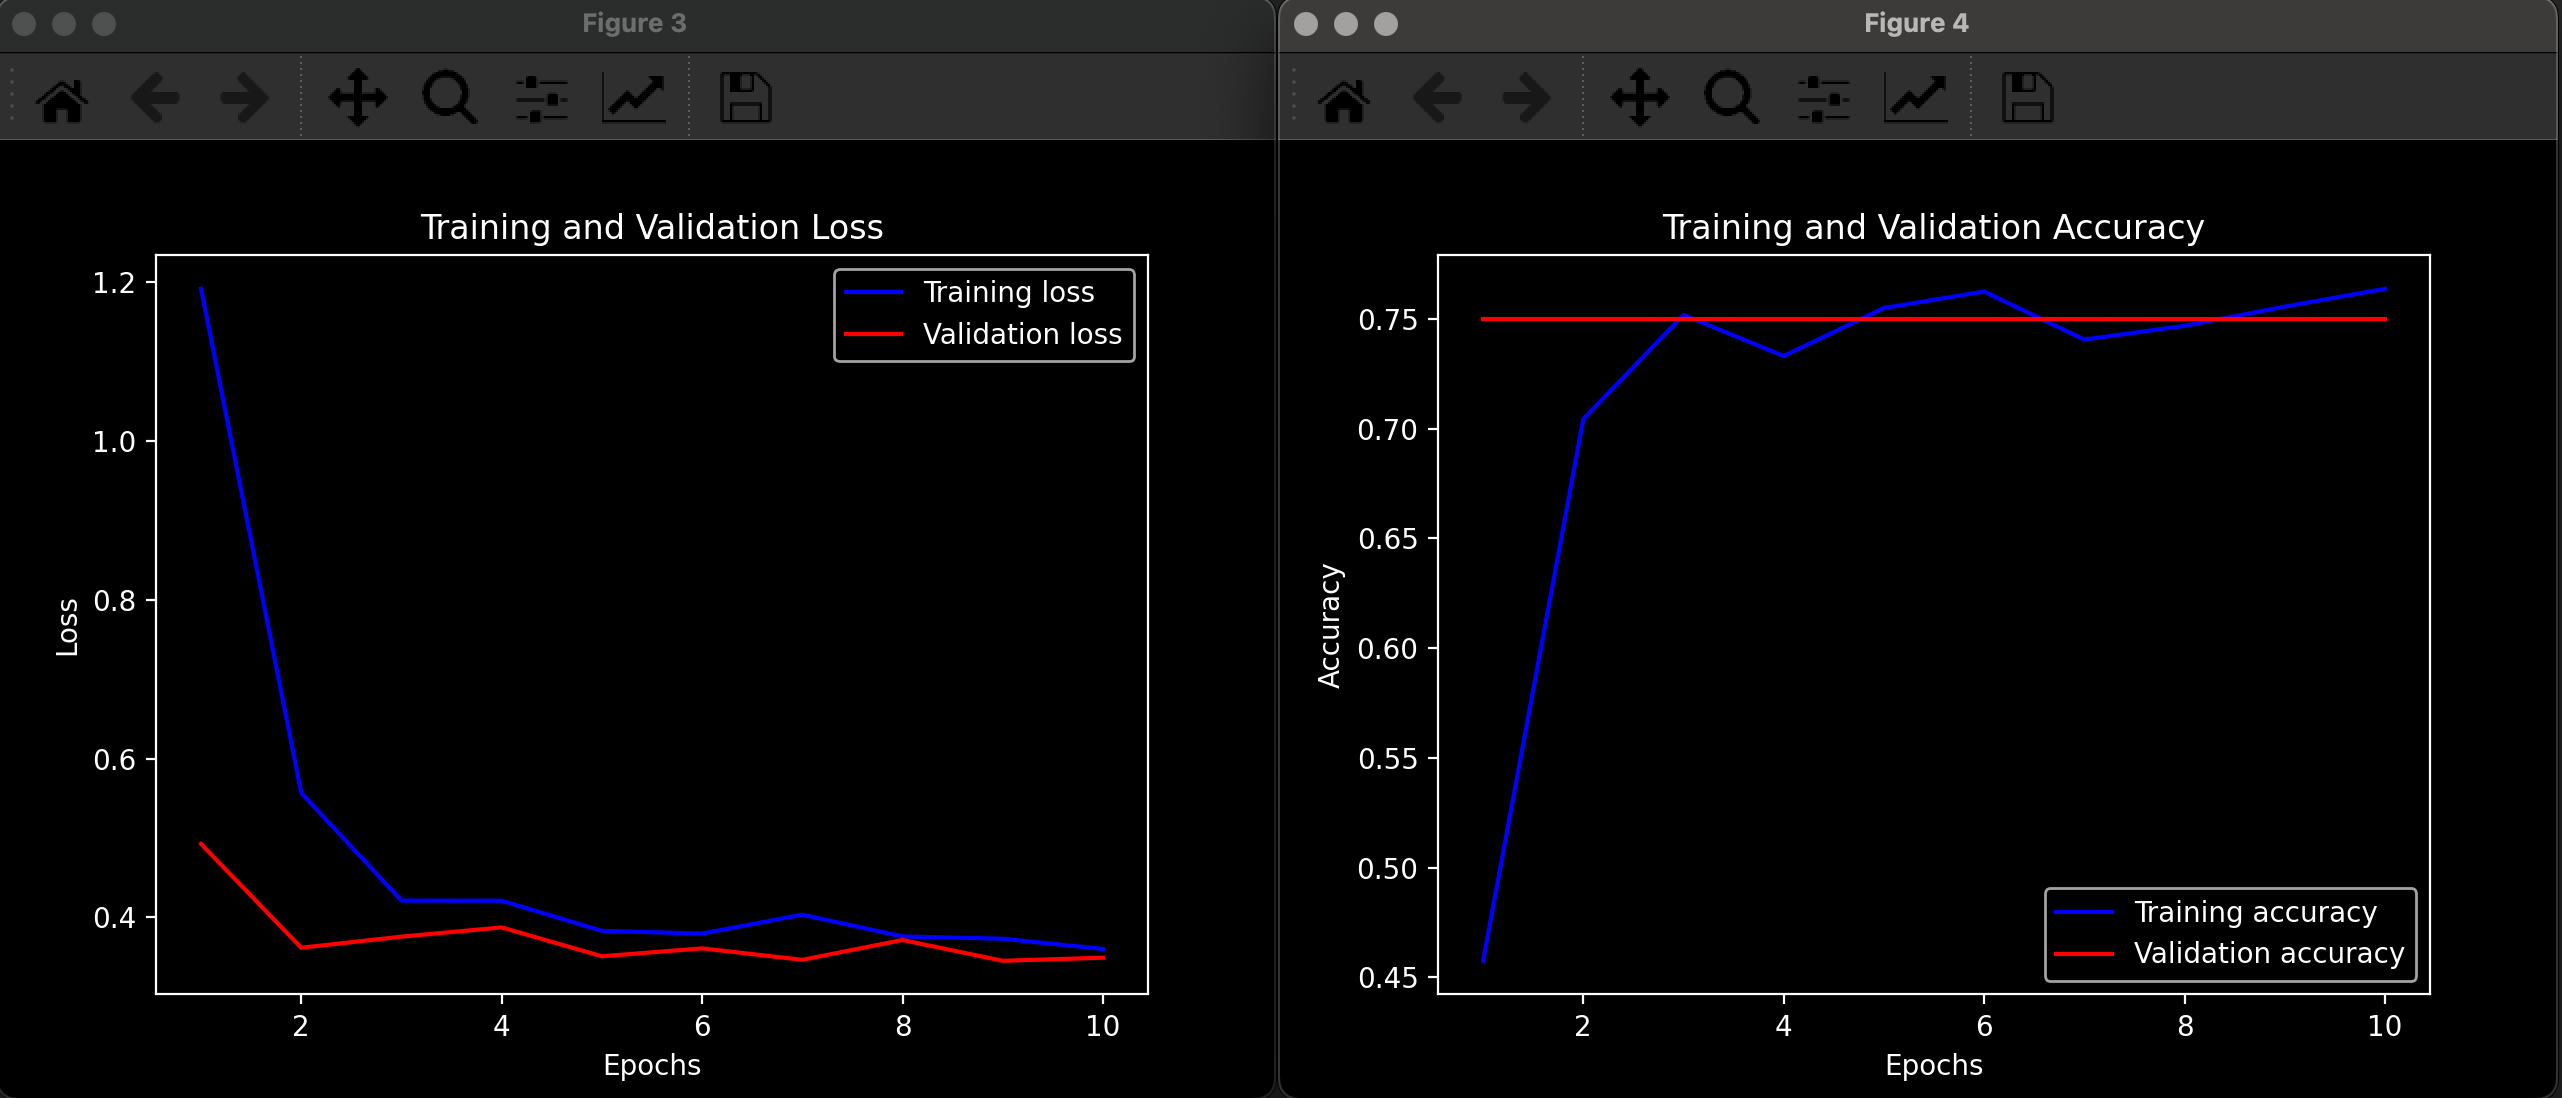 Figure 3
Training and Validation Loss
Training loss
Validation loss
1.2
1.0
0.8
0.6
0.4
Loss
2 4 6 8 10
Epochs
Figure 4
Training and Validation Accuracy
0.75
0.70
0.65
0.60
0.55
0.50
0.45
Accuracy
Training accuracy
Validation accuracy
2 4 6 8 10
Epochs